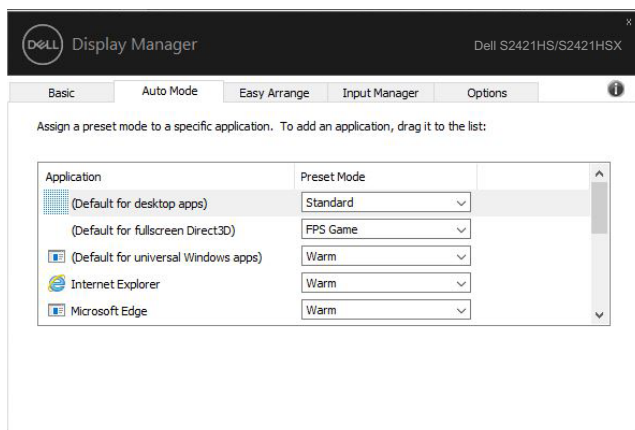 DELL Display Manager Dell S2421HS/S2421HSX
x
Basic Auto Mode Easy Arrange Input Manager Options
Assign a preset mode to a specific application. To add an application, drag it to the list:
Application Preset Mode
(Default for desktop apps) Standard
(Default for fullscreen Direct3D) FPS Game
(Default for universal Windows apps) Warm
Internet Explorer Warm
Microsoft Edge Warm